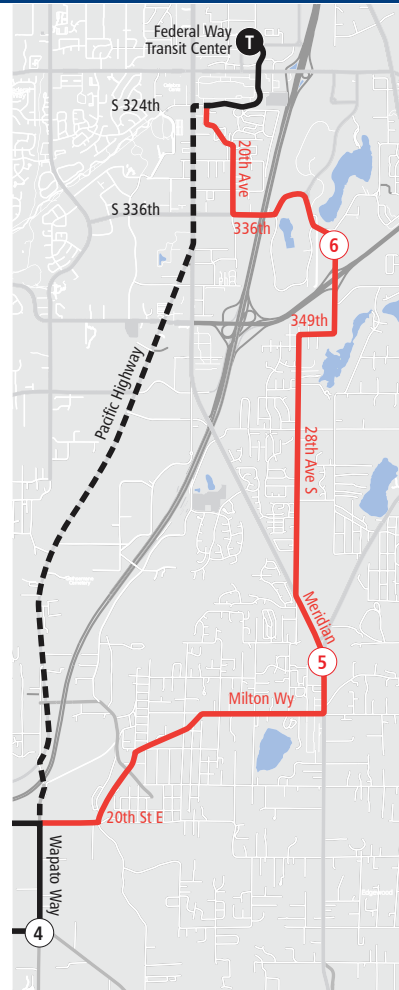 Federal Way
Transit Center
T
S 324th
20th Ave
S 336th
336th
6
349th
Pacific Highway
28th Ave S
Meridian
5
Milton Wy
20th St E
Wapato Way
4
Edgewood